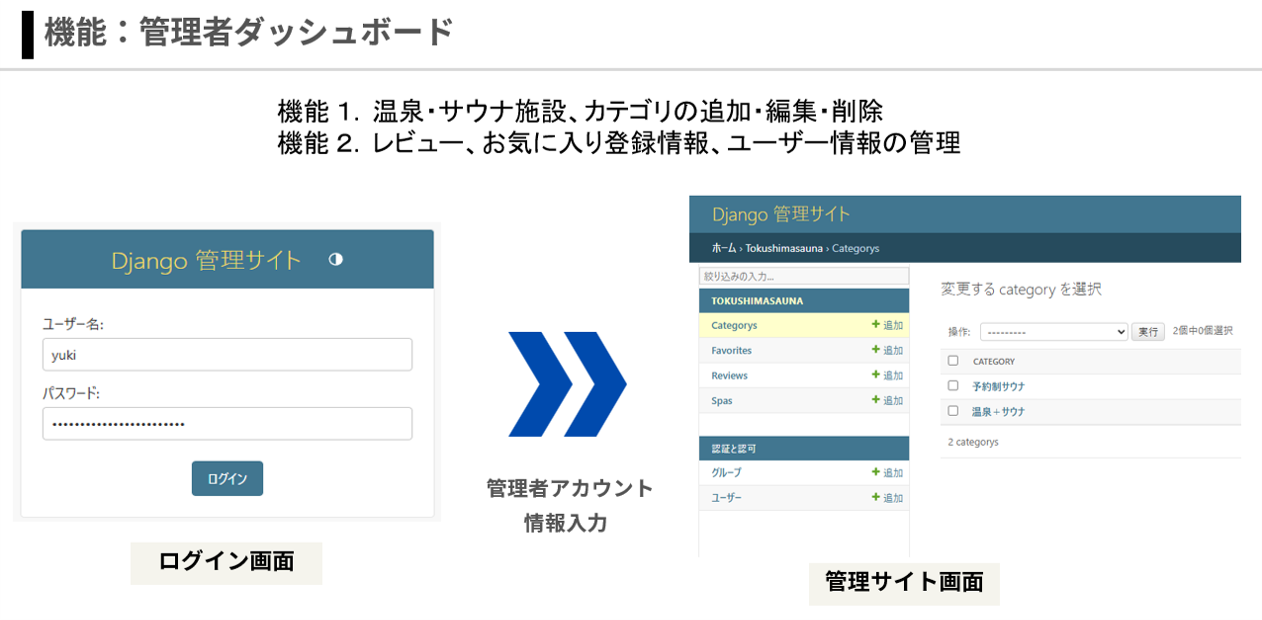 機能：管理者ダッシュボード
機能 1．温泉・サウナ施設、カテゴリの追加・編集・削除
機能 2．レビュー、お気に入り登録情報、ユーザー情報の管理
Django 管理サイト
ユーザー名:
yuki
パスワード:
••••••••••••••••••••••••
ログイン
ログイン画面
管理者アカウント
情報入力
Django 管理サイト
ホーム › Tokushimasauna › Categorys
絞り込みの入力...
TOKUSHIMASAUNA
Categorys + 追加
Favorites + 追加
Reviews + 追加
Spas + 追加
認証と認可
グループ + 追加
ユーザー + 追加
変更する category を選択
操作: --------- 実行 2個中0個選択
CATEGORY
予約制サウナ
温泉＋サウナ
2 categorys
管理サイト画面